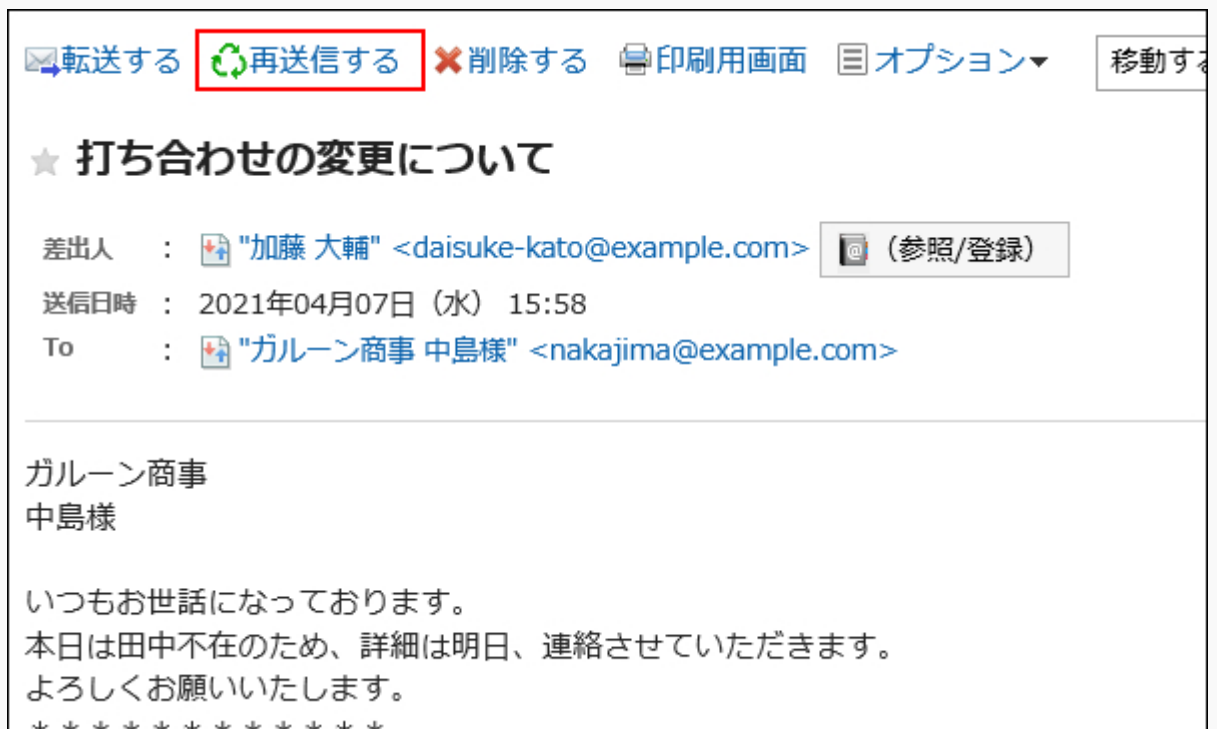 転送する 再送信する 削除する 印刷用画面 オプション▼ 移動する
★ 打ち合わせの変更について
差出人 : "加藤 大輔" <daisuke-kato@example.com> (参照/登録)
送信日時 : 2021年04月07日(水) 15:58
To : "ガルーン商事 中島様" <nakajima@example.com>
ガルーン商事
中島様
いつもお世話になっております。
本日は田中不在のため、詳細は明日、連絡させていただきます。
よろしくお願いいたします。
＊＊＊＊＊＊＊＊＊＊＊＊